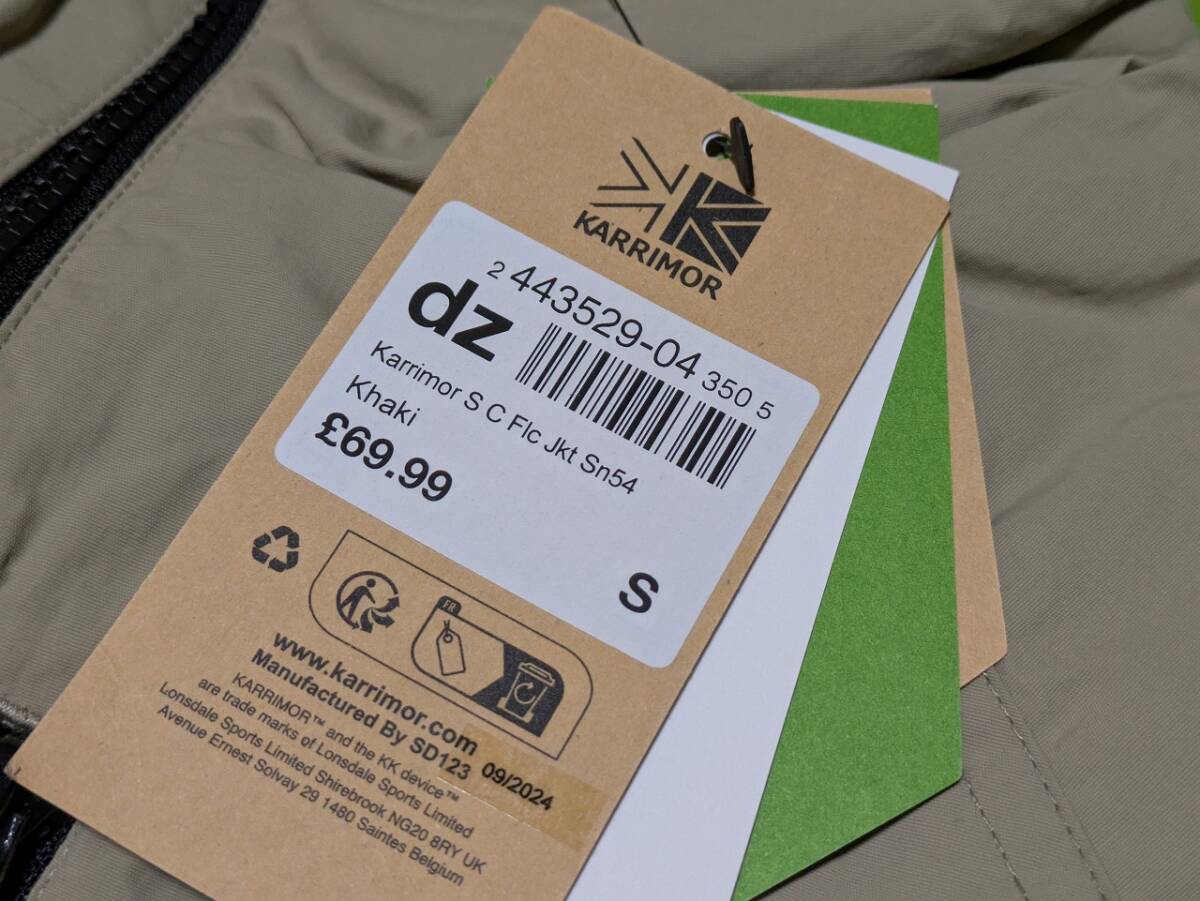 KARRIMOR
2 443529-04 350 5
dz
Karrimor S C Flc Jkt Sn54
Khaki
£69.99
S
FR
www.karrimor.com
Manufactured By SD123 09/2024
KARRIMOR™ and the KK device™
are trade marks of Lonsdale Sports Limited
Lonsdale Sports Limited Shirebrook NG20 8RY UK
Avenue Ernest Solvay 29 1480 Saintes Belgium